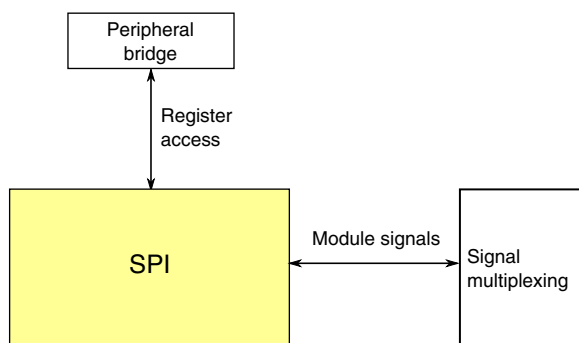 Peripheral
bridge
Register
access
Module signals
SPI
Signal
multiplexing